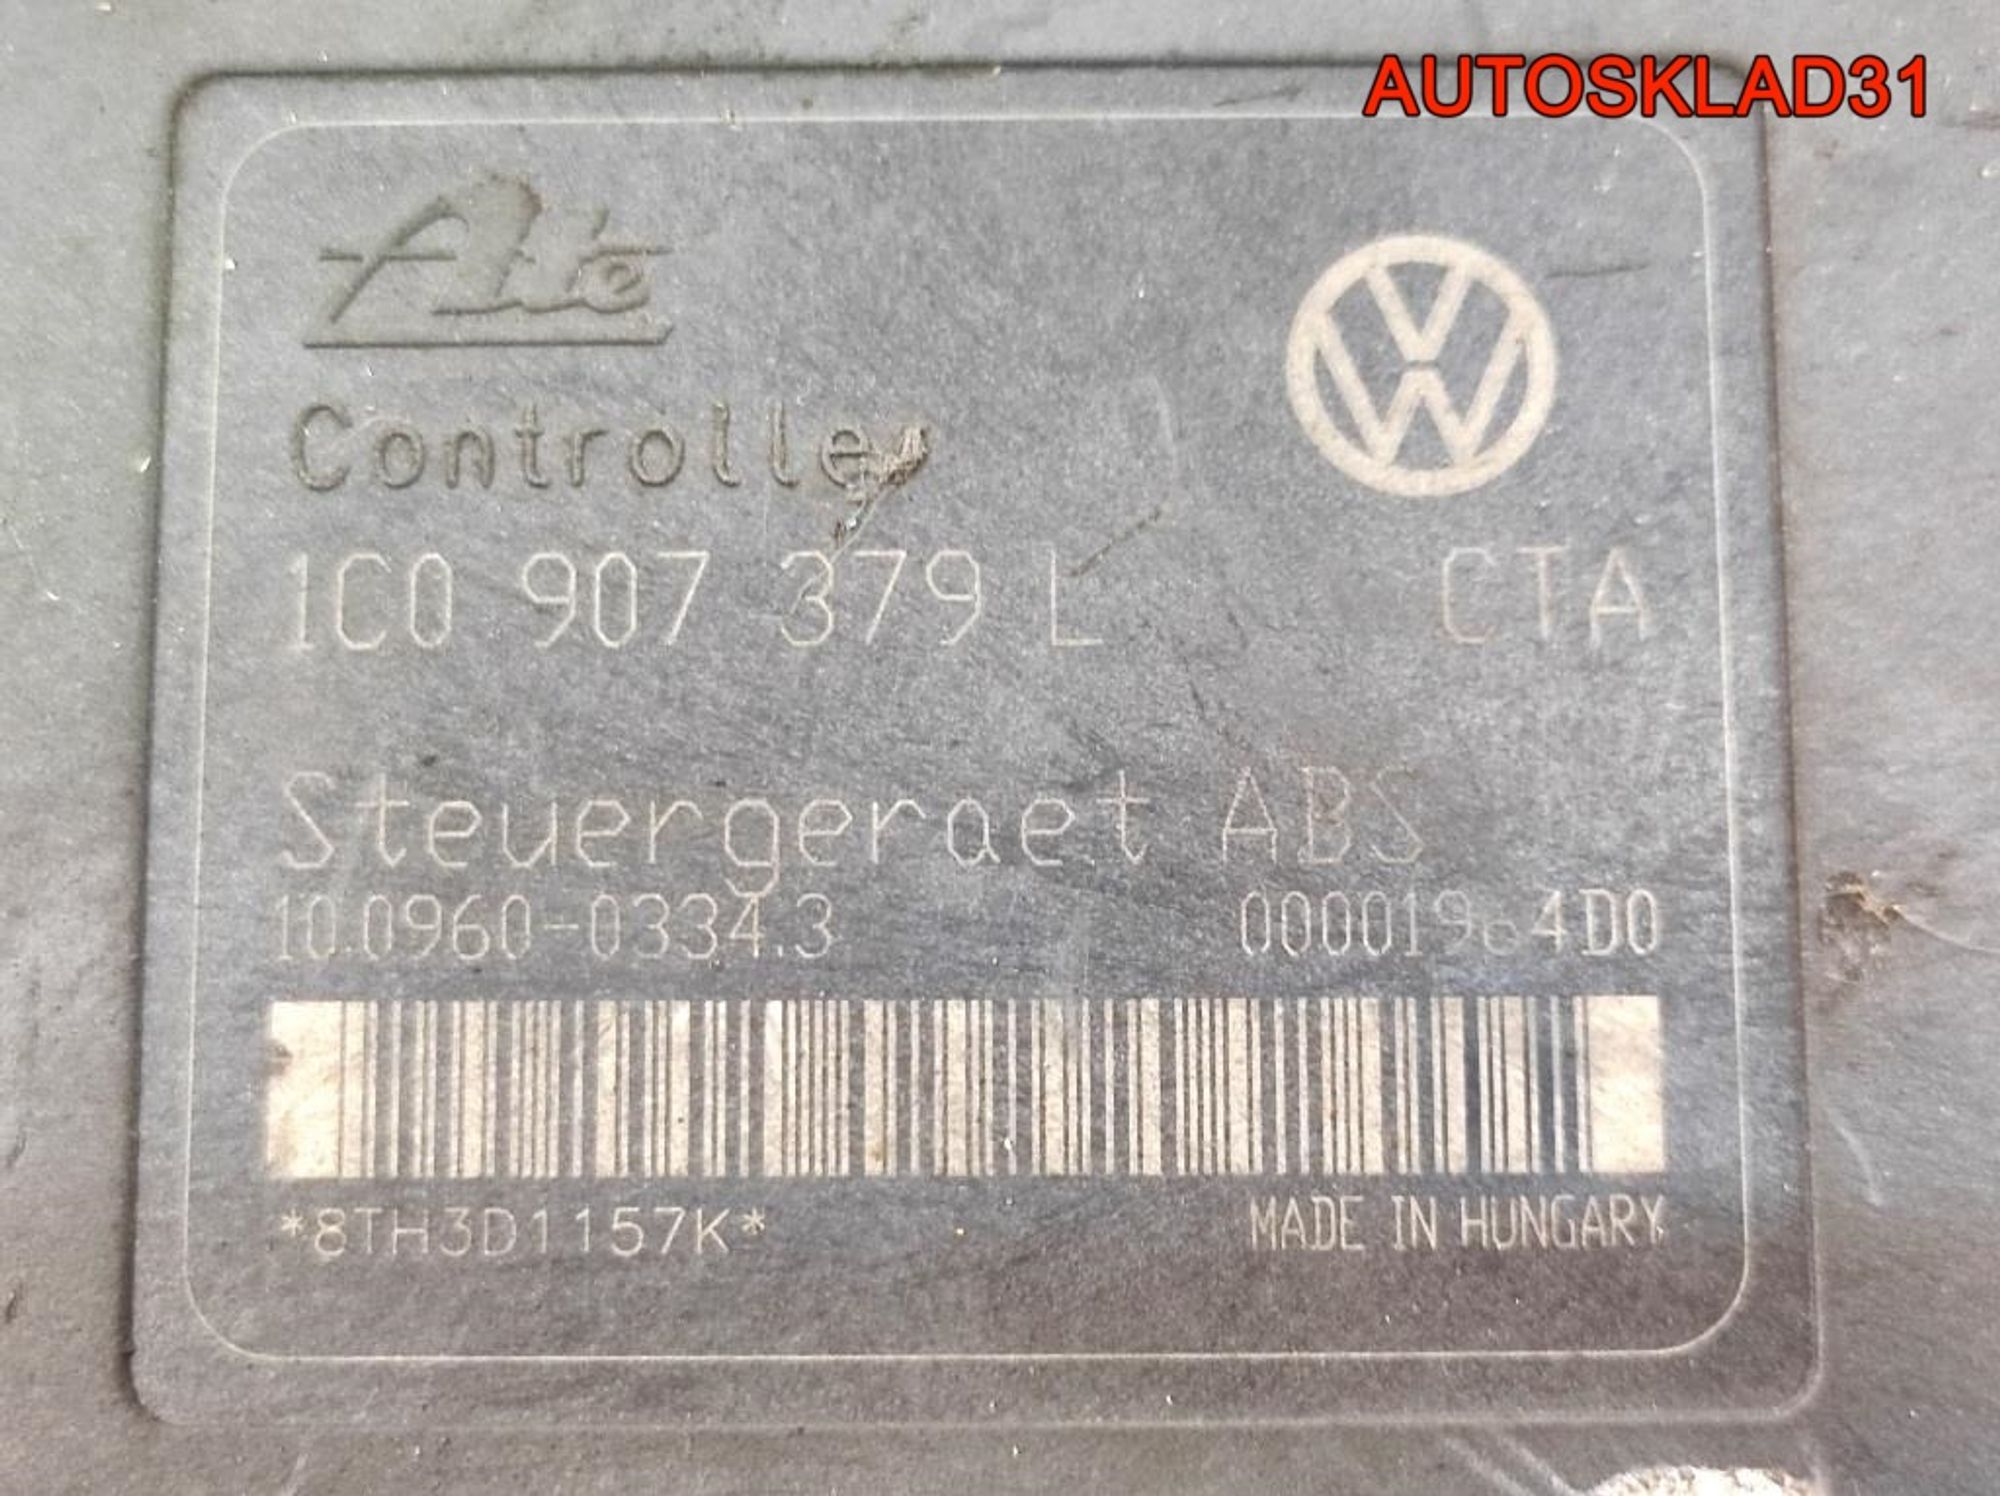 AUTOSKLAD31
Ate
Controller
1C0 907 379 L CTA
Steuergeraet ABS
10.0960-0334.3
*8TH3D1157K* MADE IN HUNGARY